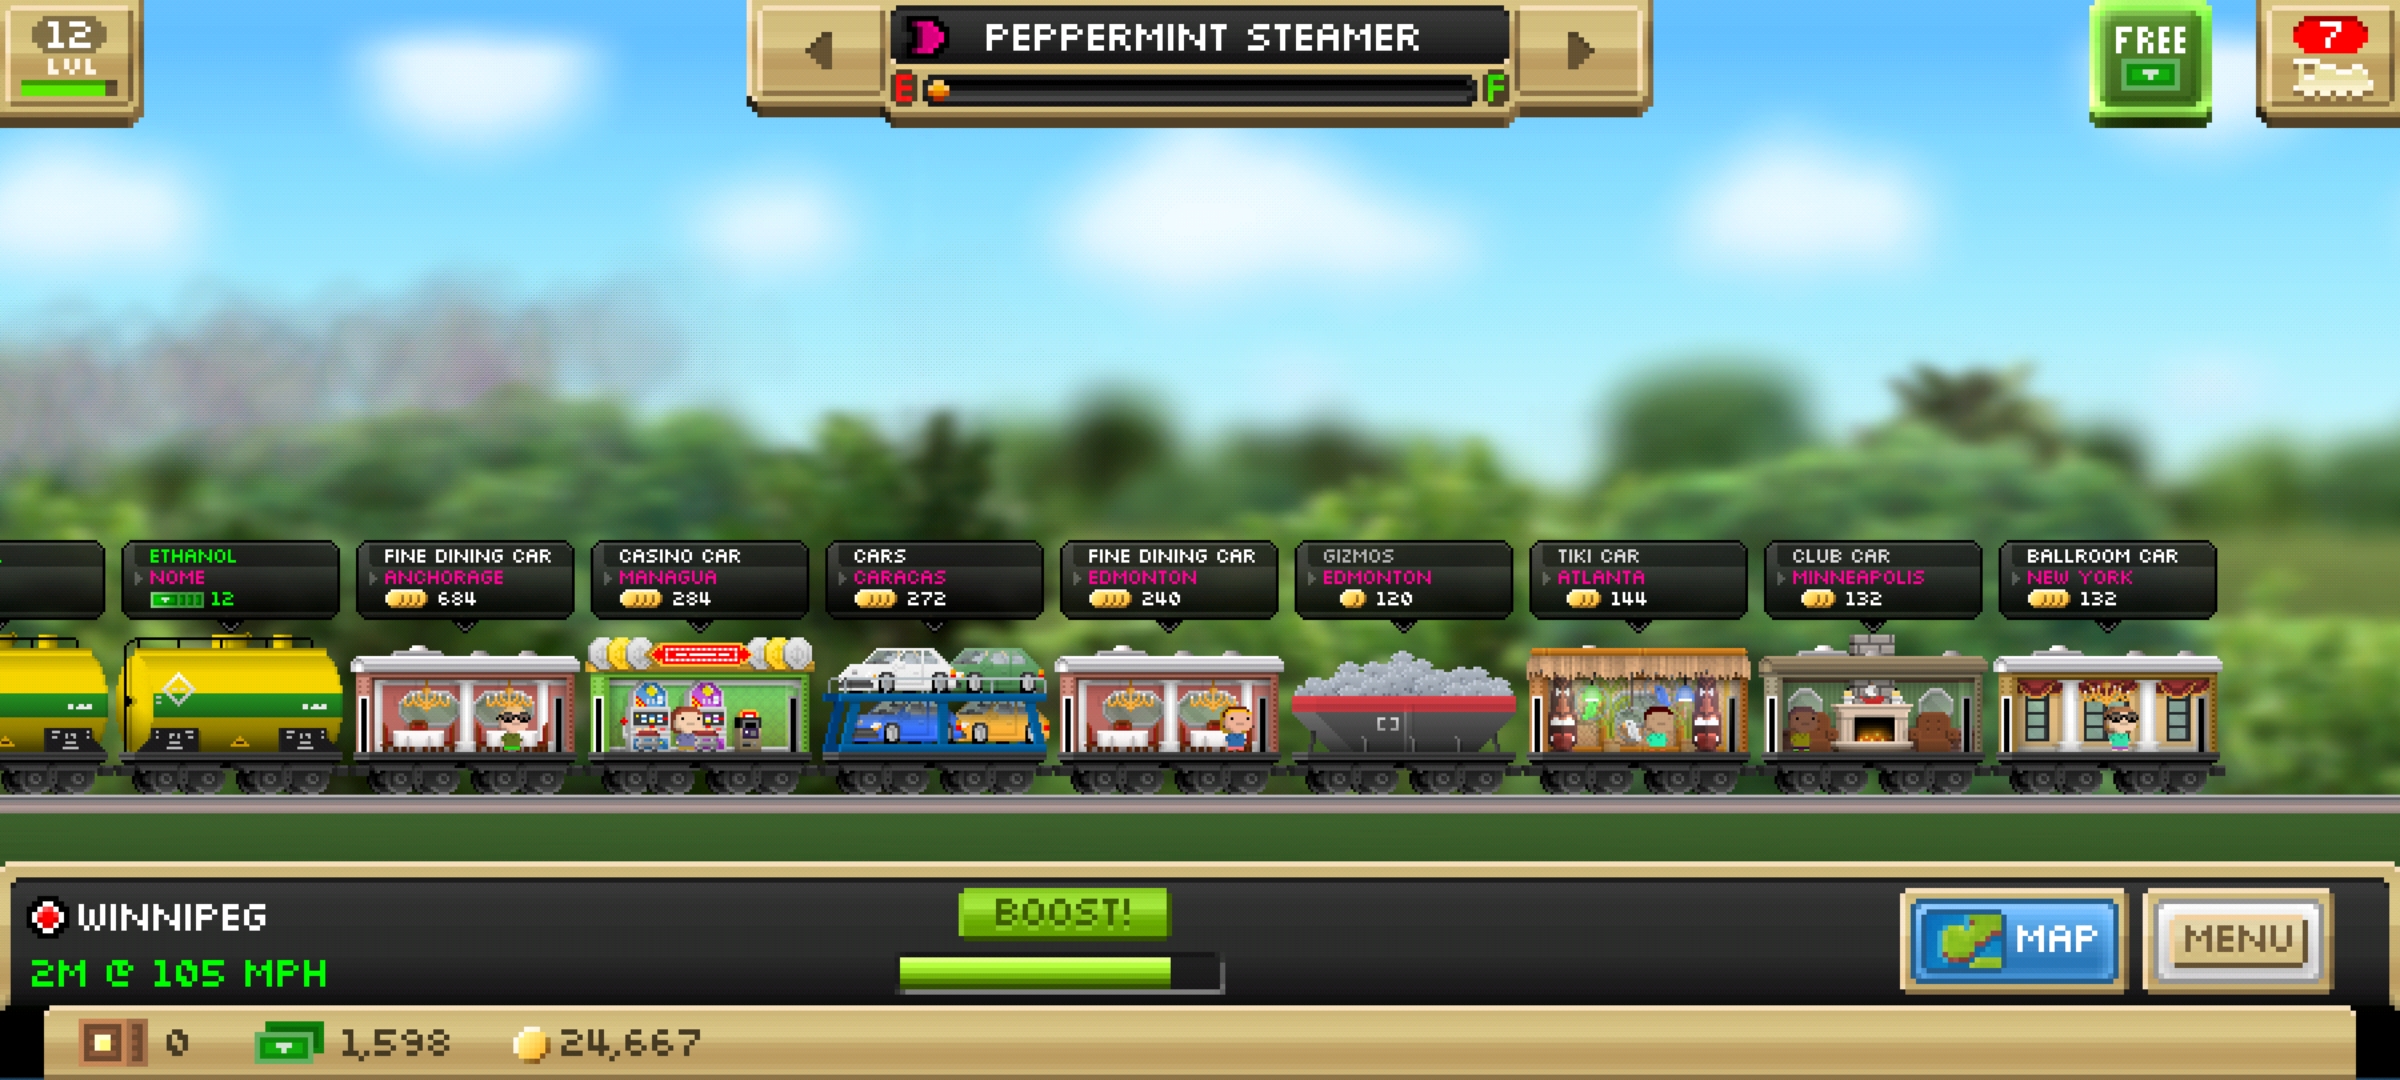 12
LVL
PEPPERMINT STEAMER
E F
FREE
7
ETHANOL
NOME
12
FINE DINING CAR
ANCHORAGE
684
CASINO CAR
MANAGUA
284
CARS
CARACAS
272
FINE DINING CAR
EDMONTON
240
GIZMOS
EDMONTON
120
TIKI CAR
ATLANTA
144
CLUB CAR
MINNEAPOLIS
132
BALLROOM CAR
NEW YORK
132
WINNIPEG
2M @ 105 MPH
BOOST!
MAP
MENU
0
1,598
24,667